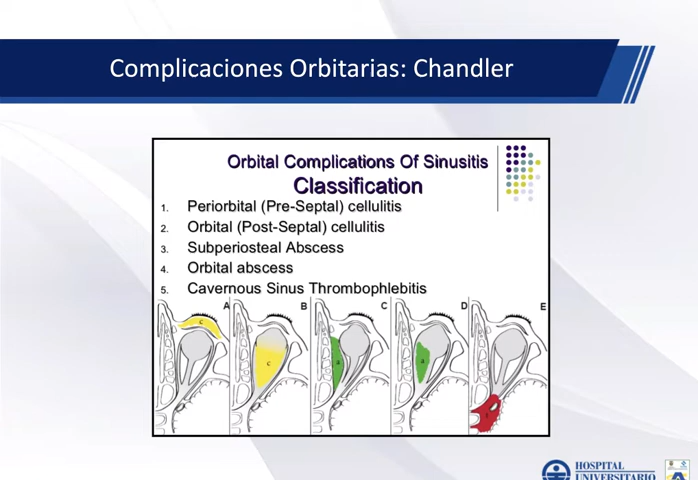 Complicaciones Orbitarias: Chandler
Orbital Complications Of Sinusitis
Classification
1. Periorbital (Pre-Septal) cellulitis
2. Orbital (Post-Septal) cellulitis
3. Subperiosteal Abscess
4. Orbital abscess
5. Cavernous Sinus Thrombophlebitis
A B C D E
c c a a
HOSPITAL
UNIVERSITARIO